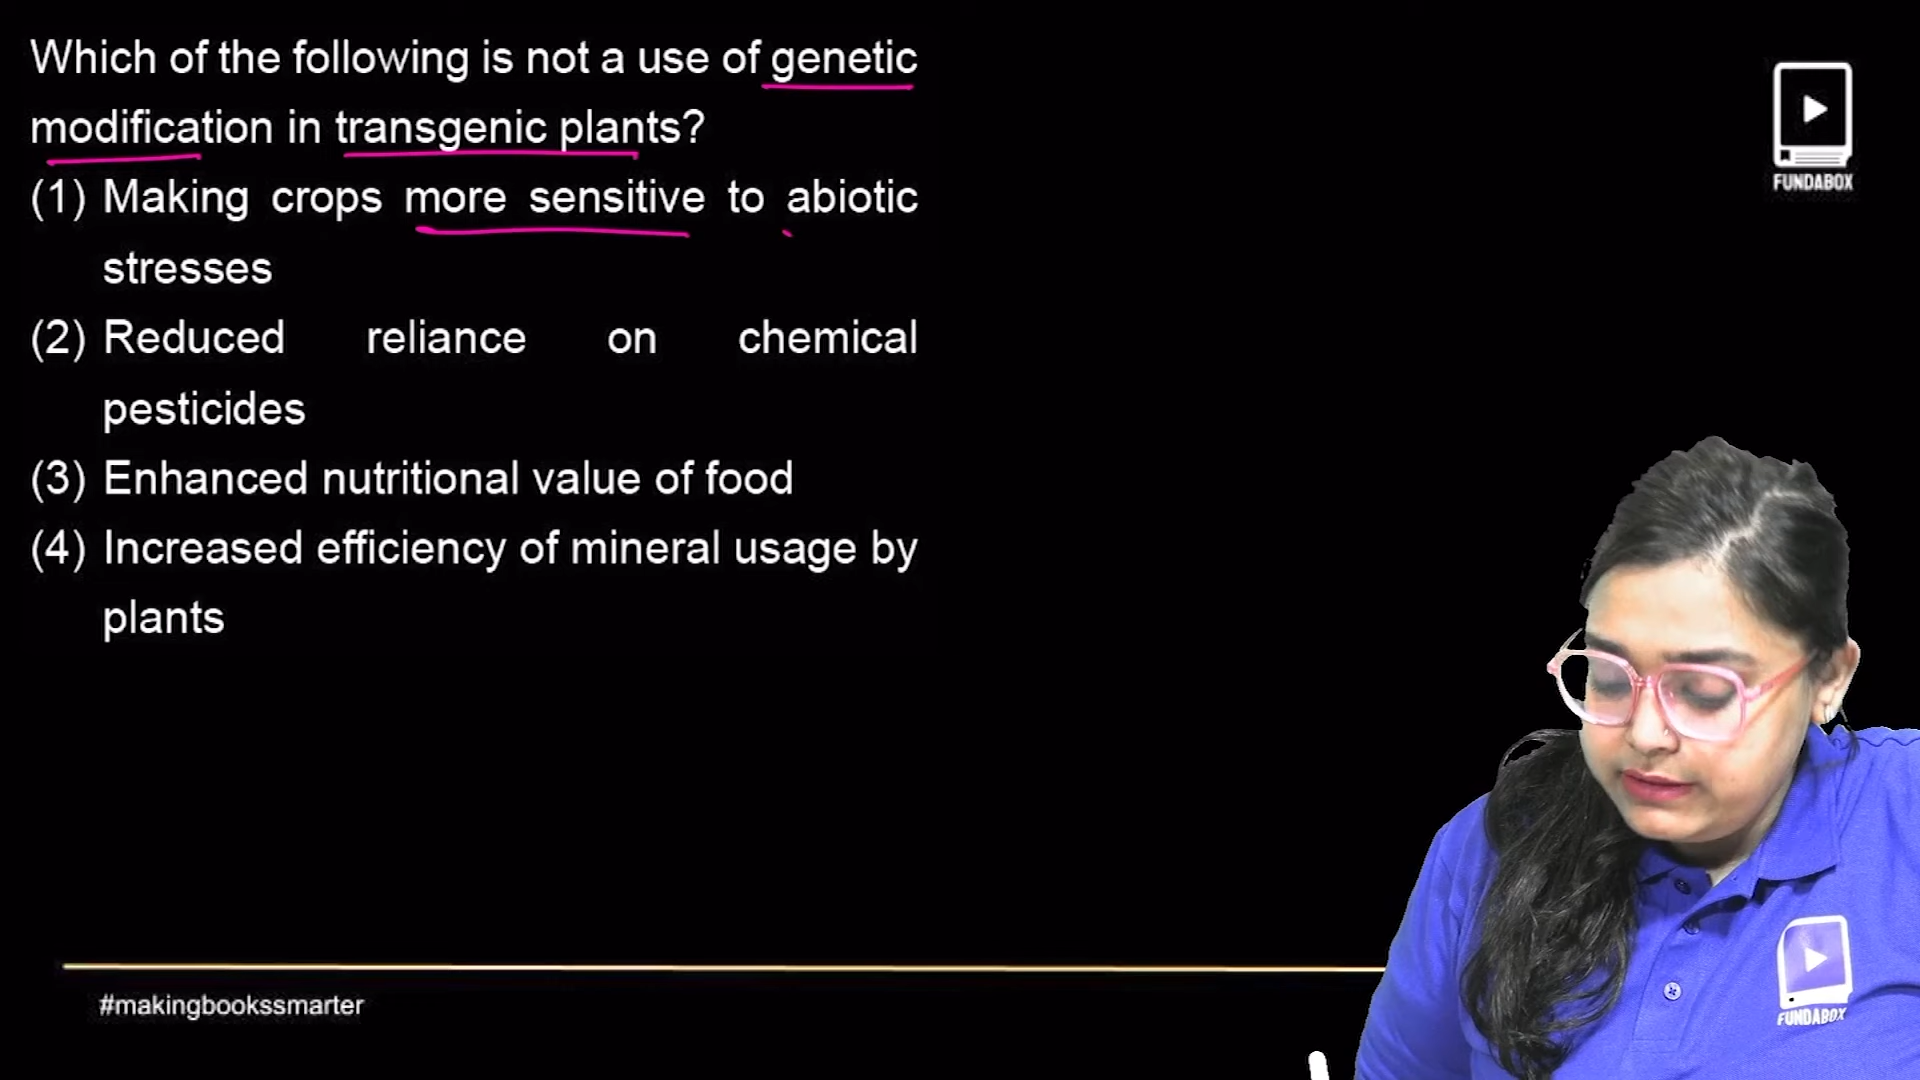 Which of the following is not a use of genetic
modification in transgenic plants?
(1) Making crops more sensitive to abiotic
stresses
(2) Reduced reliance on chemical
pesticides
(3) Enhanced nutritional value of food
(4) Increased efficiency of mineral usage by
plants
FUNDABOX
#makingbookssmarter
FUNDABOX